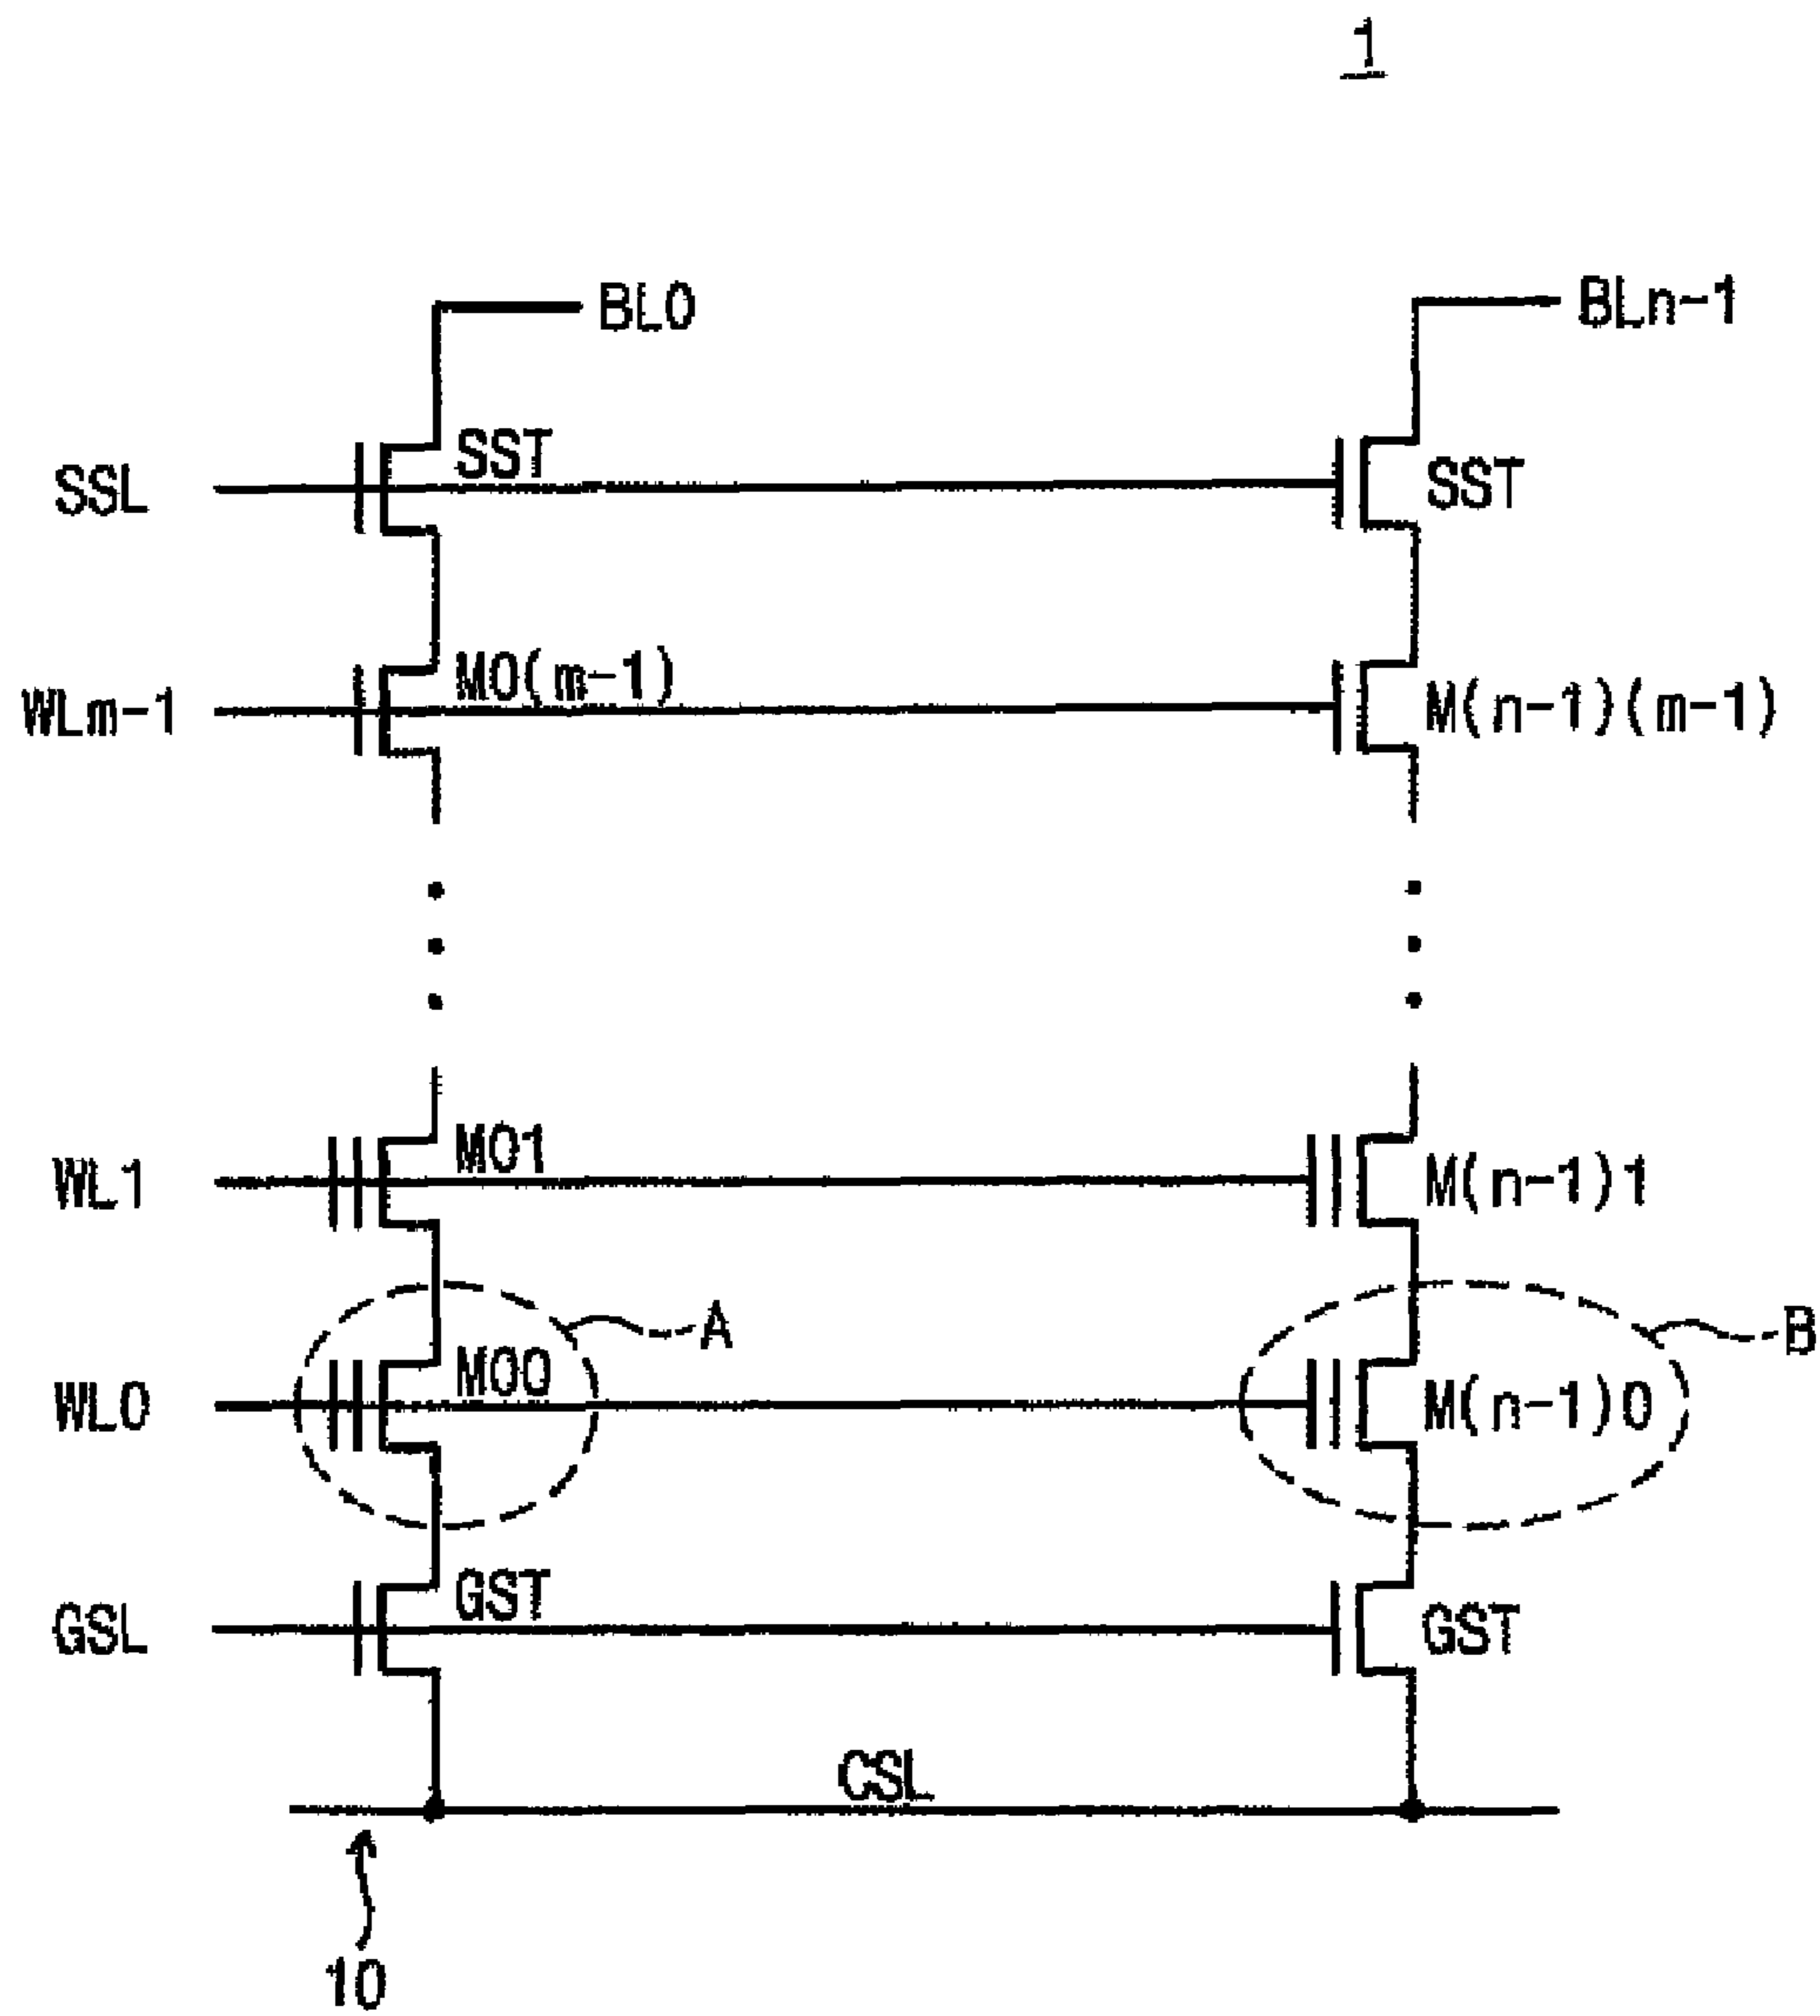 1
BL0 BLn-1
SSL SST SST
WLm-1 M0(m-1) M(n-1)(m-1)
WL1 M01 M(n-1)1
A B
WL0 M00 M(n-1)0
GSL GST GST
CSL
10